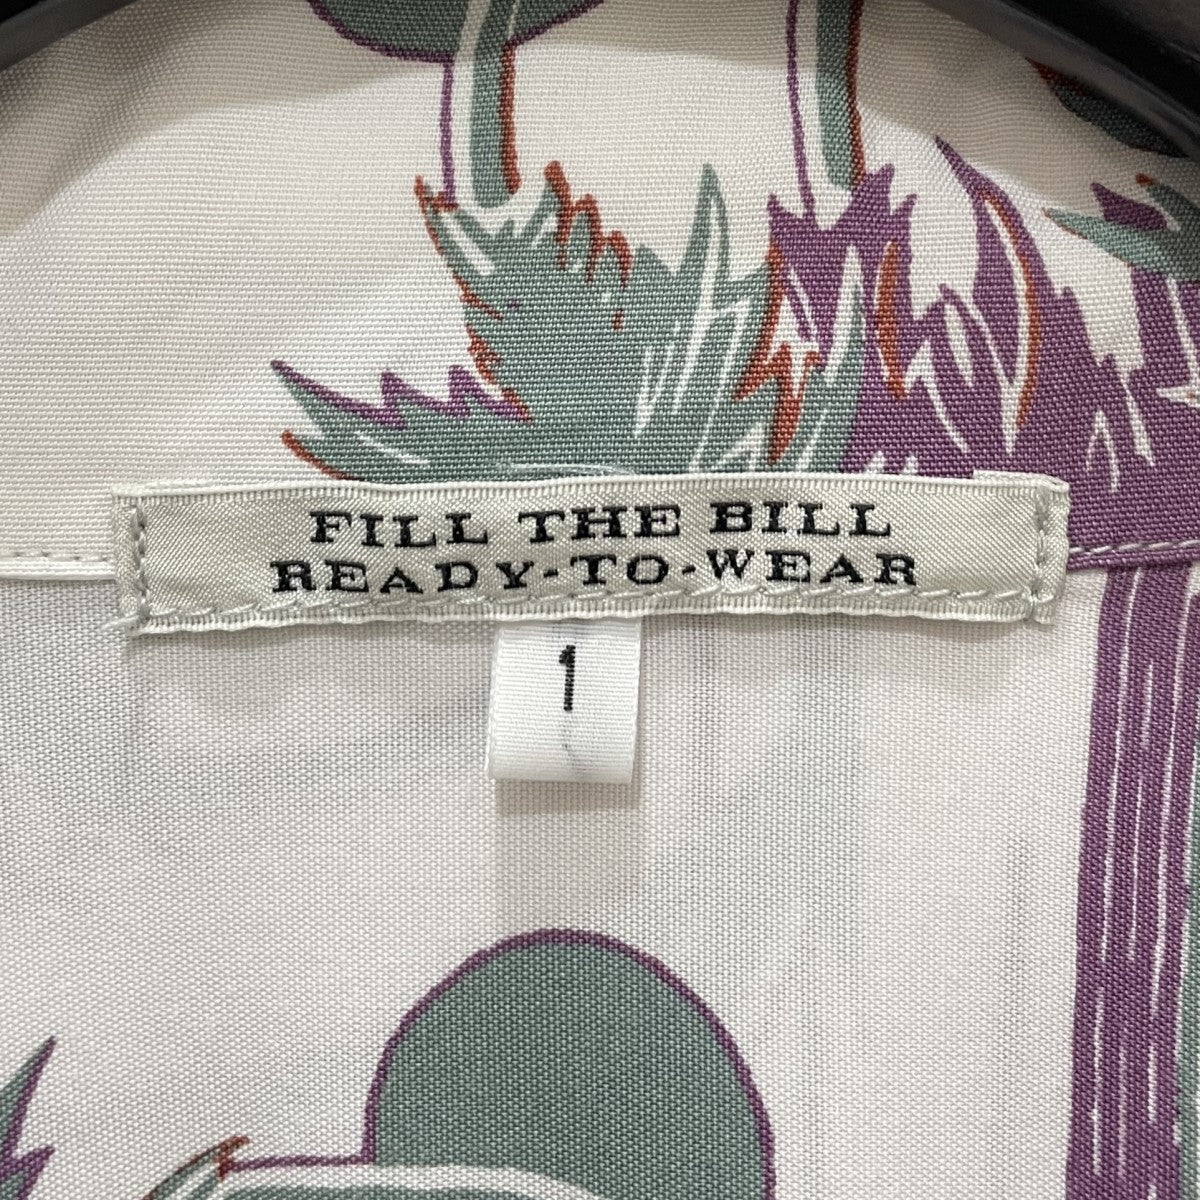 FILL THE BILL
READY-TO-WEAR
1